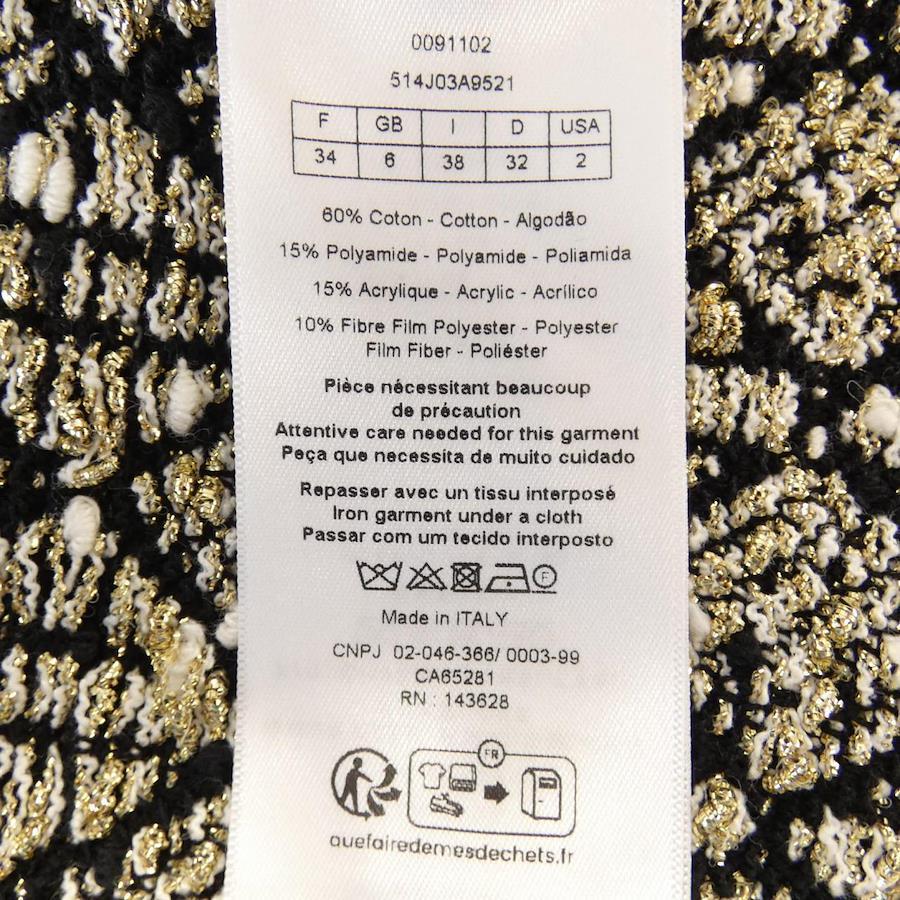 0091102
514J03A9521
F GB I D USA
34 6 38 32 2
60% Coton - Cotton - Algodão
15% Polyamide - Polyamide - Poliamida
15% Acrylique - Acrylic - Acrílico
10% Fibre Film Polyester - Polyester
Film Fiber - Poliéster
Pièce nécessitant beaucoup
de précaution
Attentive care needed for this garment
Peça que necessita de muito cuidado
Repasser avec un tissu interposé
Iron garment under a cloth
Passar com um tecido interposto
F
Made in ITALY
CNPJ 02-046-366/ 0003-99
CA65281
RN : 143628
FR
quefairedemesdechets.fr